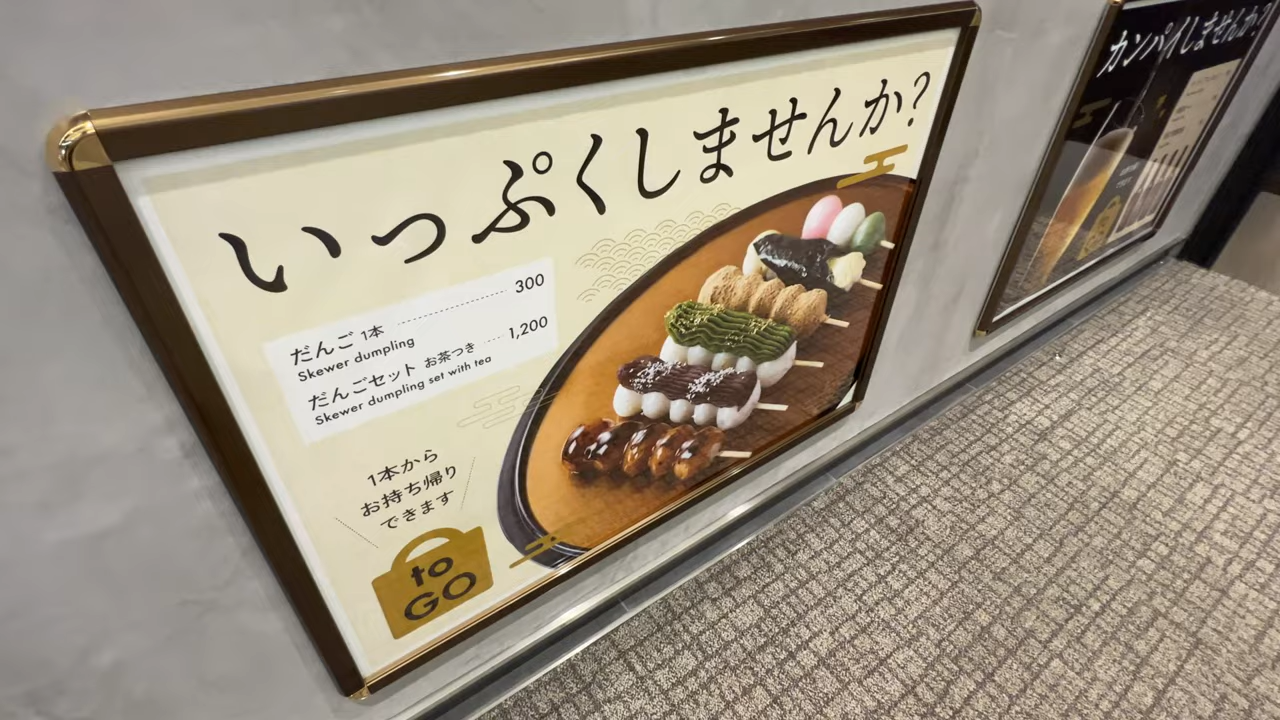 いっぷくしませんか?
だんご 1本 300
Skewer dumpling
だんごセット お茶つき 1,200
Skewer dumpling set with tea
1本から
お持ち帰り
できます
to
GO
カンパイしませんか?